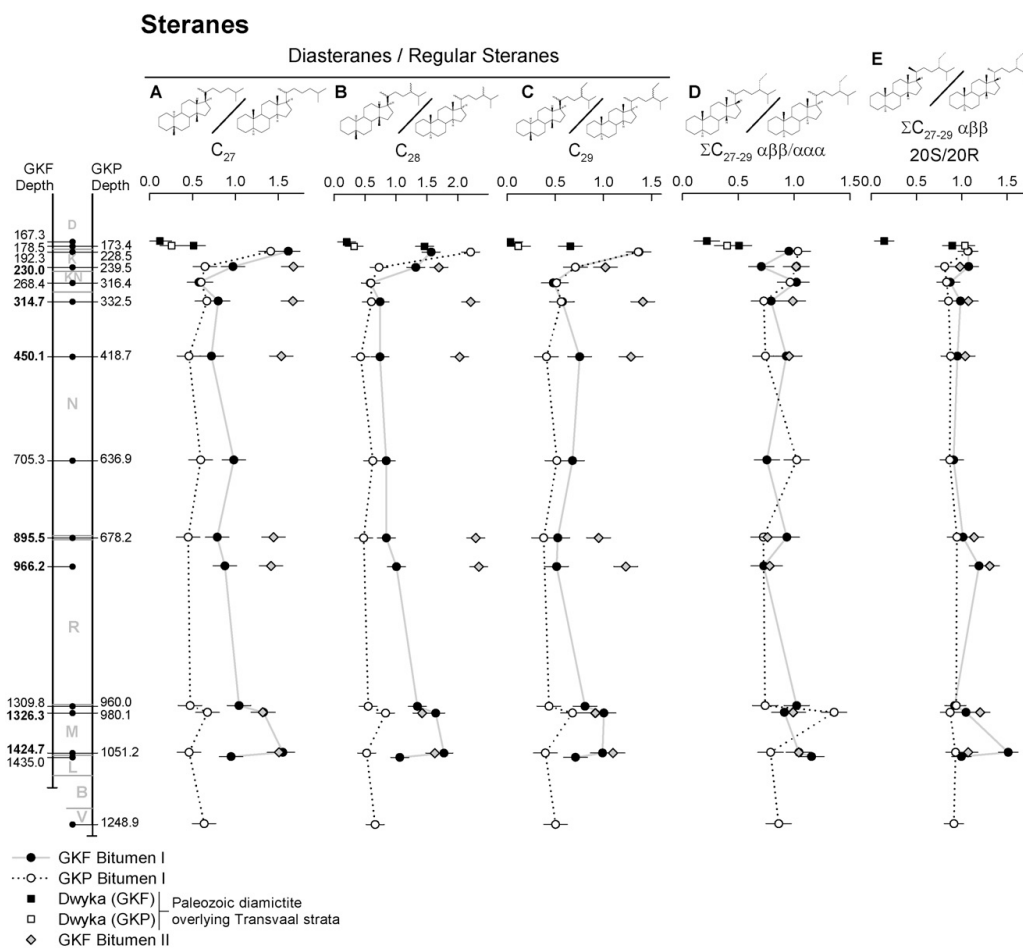 Steranes
Diasteranes / Regular Steranes
A B C D E
C27 C28 C29 ΣC27-29 αββ/ααα ΣC27-29 αββ
20S/20R
GKF Depth
GKP Depth
0.0 0.5 1.0 1.5
0.0 0.5 1.0 1.5 2.0
0.0 0.5 1.0 1.5
0.0 0.5 1.0 1.5
0.0 0.5 1.0 1.5
D
167.3
178.5 173.4
192.3 K 228.5
230.0 239.5
KN
268.4 316.4
314.7 332.5
450.1 418.7
N
705.3 636.9
895.5 678.2
966.2
R
1309.8 960.0
1326.3 980.1
M
1424.7 1051.2
1435.0 L
B
V
1248.9
GKF Bitumen I
GKP Bitumen I
Dwyka (GKF) Paleozoic diamictite
Dwyka (GKP) overlying Transvaal strata
GKF Bitumen II